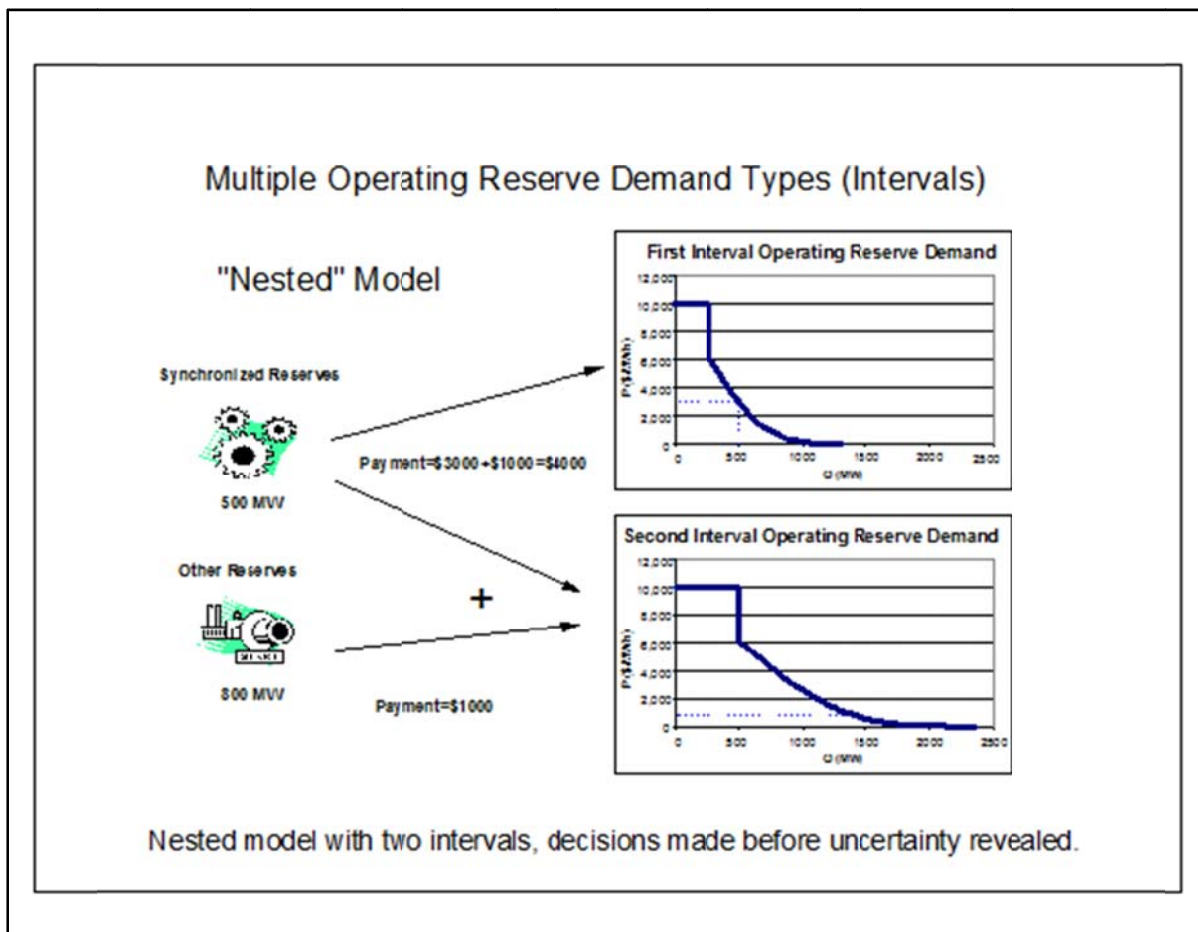 Multiple Operating Reserve Demand Types (Intervals)
"Nested" Model
Synchronized Reserves
500 MW
Payment=$3000+$1000=$4000
Other Reserves
800 MW
Payment=$1000
+
First Interval Operating Reserve Demand
12,000
10,000
8,000
6,000
4,000
2,000
0
P ($/MWh)
0 500 1000 1500 2000 2500
Q (MW)
Second Interval Operating Reserve Demand
12,000
10,000
8,000
6,000
4,000
2,000
0
P ($/MWh)
0 500 1000 1500 2000 2500
Q (MW)
Nested model with two intervals, decisions made before uncertainty revealed.